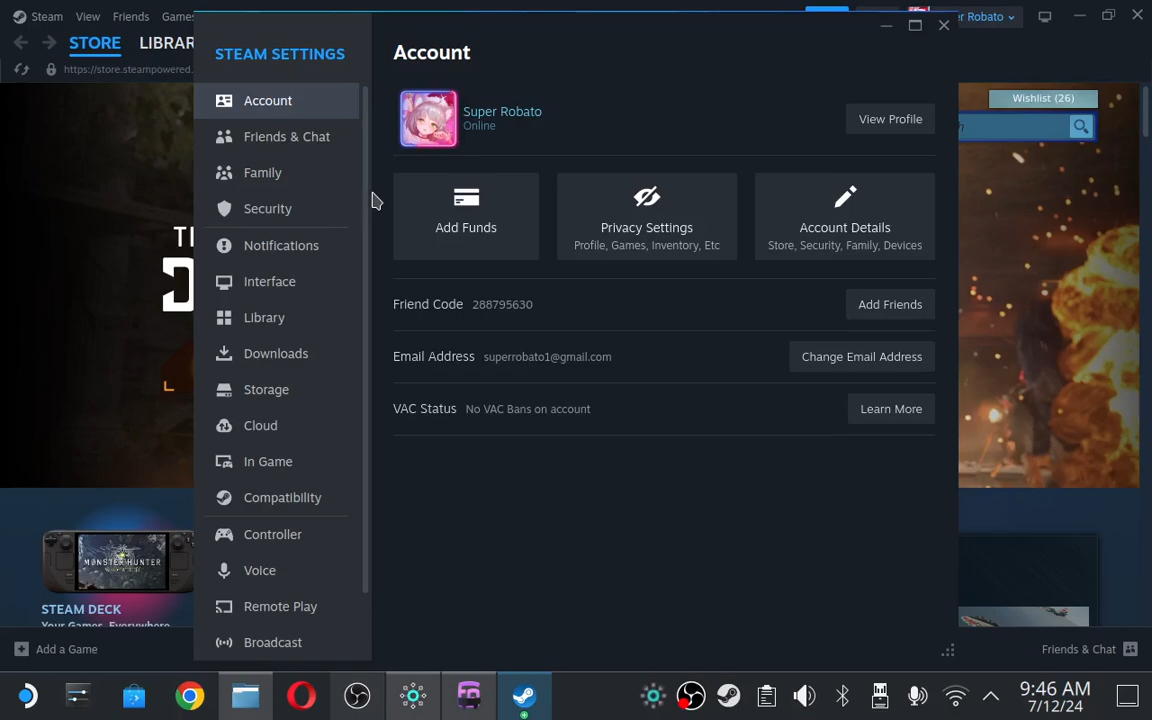 Steam View Friends Games
er Robato
STORE LIBRAR
https://store.steampowered.
STEAM SETTINGS
Account
Friends & Chat
Family
Security
Notifications
Interface
Library
Downloads
Storage
Cloud
In Game
Compatibility
Controller
Voice
Remote Play
Broadcast
Account
Super Robato
Online
View Profile
Add Funds
Privacy Settings
Profile, Games, Inventory, Etc
Account Details
Store, Security, Family, Devices
Friend Code 288795630
Add Friends
Email Address superrobato1@gmail.com
Change Email Address
VAC Status No VAC Bans on account
Learn More
Wishlist (26)
STEAM DECK
Your Games, Everywhere
Add a Game
Friends & Chat
9:46 AM
7/12/24